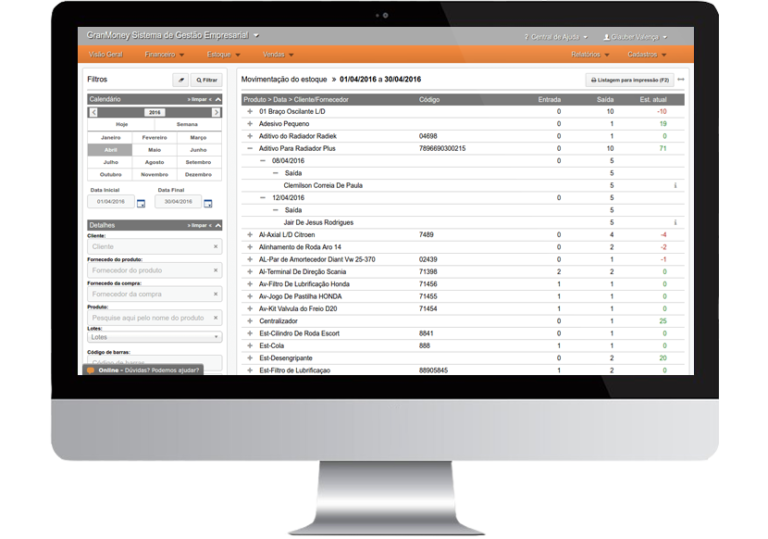 GranMoney Sistema de Gestão Empresarial
? Central de Ajuda
Glauber Valença
Visão Geral Financeiro Estoque Vendas Relatórios Cadastros
Filtros
Filtrar
Calendário » limpar «
2016
Hoje Semana
Janeiro Fevereiro Março
Abril Maio Junho
Julho Agosto Setembro
Outubro Novembro Dezembro
Data Inicial Data Final
01/04/2016 30/04/2016
Detalhes » limpar «
Cliente:
Cliente
Fornecedo do produto:
Fornecedor do produto
Fornecedo da compra:
Fornecedor da compra
Produto:
Pesquise aqui pelo nome do produto
Lotes:
Lotes
Código de barras:
Código de barras
Online - Dúvidas? Podemos ajudar?
Movimentação do estoque » 01/04/2016 a 30/04/2016
Listagem para impressão (F2)
Produto > Data > Cliente/Fornecedor Código Entrada Saída Est. atual
+ 01 Braço Oscilante L/D 0 10 -10
+ Adesivo Pequeno 0 1 19
+ Aditivo do Radiador Radiek 04698 0 1 0
− Aditivo Para Radiador Plus 7896690300215 0 10 71
− 08/04/2016 0 5
− Saída 5
Clemilson Correia De Paula 5
− 12/04/2016 0 5
− Saída 5
Jair De Jesus Rodrigues 5
+ Al-Axial L/D Citroen 7489 0 4 -4
+ Alinhamento de Roda Aro 14 0 2 -2
+ AL-Par de Amortecedor Diant Vw 25-370 02439 0 1 -1
+ Al-Terminal De Direção Scania 71398 2 2 0
+ Av-Filtro De Lubrificação Honda 71456 1 1 0
+ Av-Jogo De Pastilha HONDA 71455 1 1 0
+ Av-Kit Valvula do Freio D20 71454 1 1 0
+ Centralizador 0 1 25
+ Est-Cilindro De Roda Escort 8841 0 1 0
+ Est-Cola 888 1 1 0
+ Est-Desengripante 0 2 20
+ Est-Filtro de Lubrificaçao 88905845 1 2 0